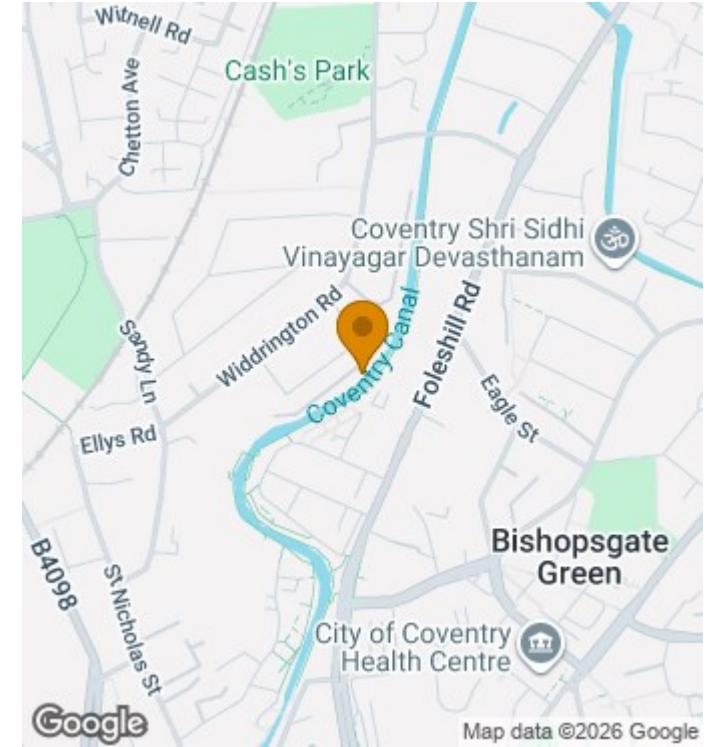 Witnell Rd
Chetton Ave
Cash's Park
Coventry Shri Sidhi
Vinayagar Devasthanam
Widdrington Rd
Coventry Canal
Foleshill Rd
Sandy Ln
Eagle St
Ellys Rd
B4098
St Nicholas St
Bishopsgate
Green
City of Coventry
Health Centre
Google
Map data ©2026 Google